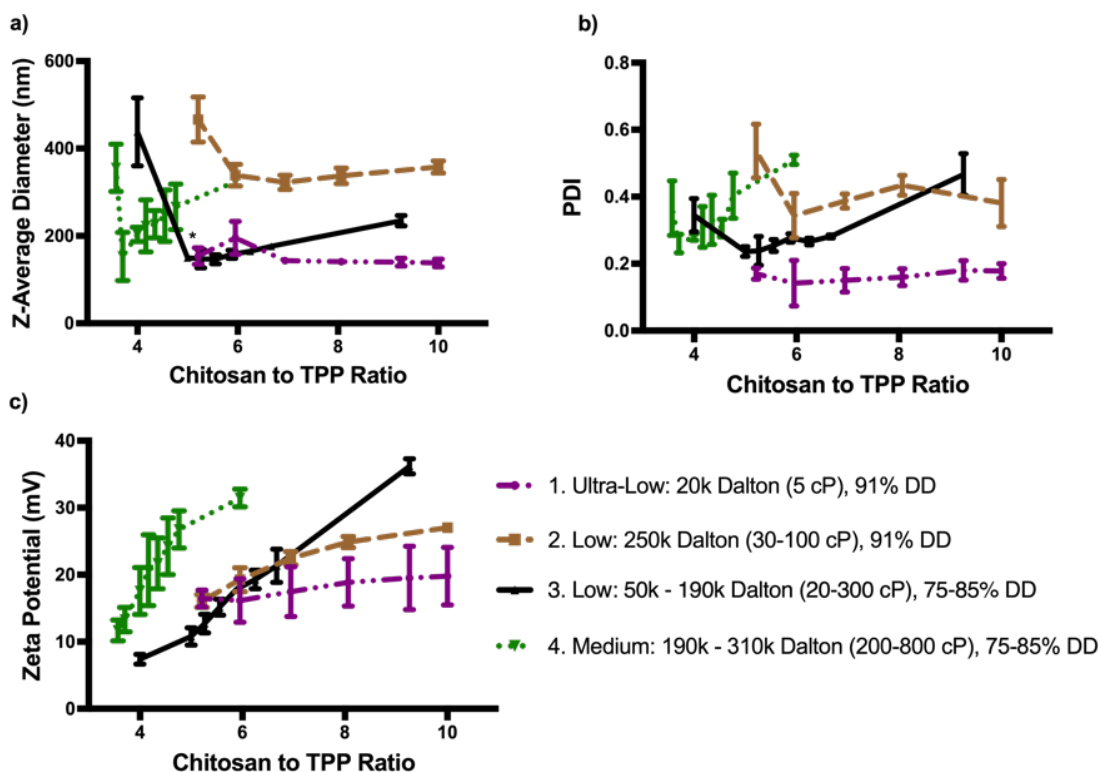 a)
600
400
200
0
Z-Average Diameter (nm)
*
4 6 8 10
Chitosan to TPP Ratio
b)
0.8
0.6
0.4
0.2
0.0
PDI
4 6 8 10
Chitosan to TPP Ratio
c)
40
30
20
10
0
Zeta Potential (mV)
4 6 8 10
Chitosan to TPP Ratio
1. Ultra-Low: 20k Dalton (5 cP), 91% DD
2. Low: 250k Dalton (30-100 cP), 91% DD
3. Low: 50k - 190k Dalton (20-300 cP), 75-85% DD
4. Medium: 190k - 310k Dalton (200-800 cP), 75-85% DD